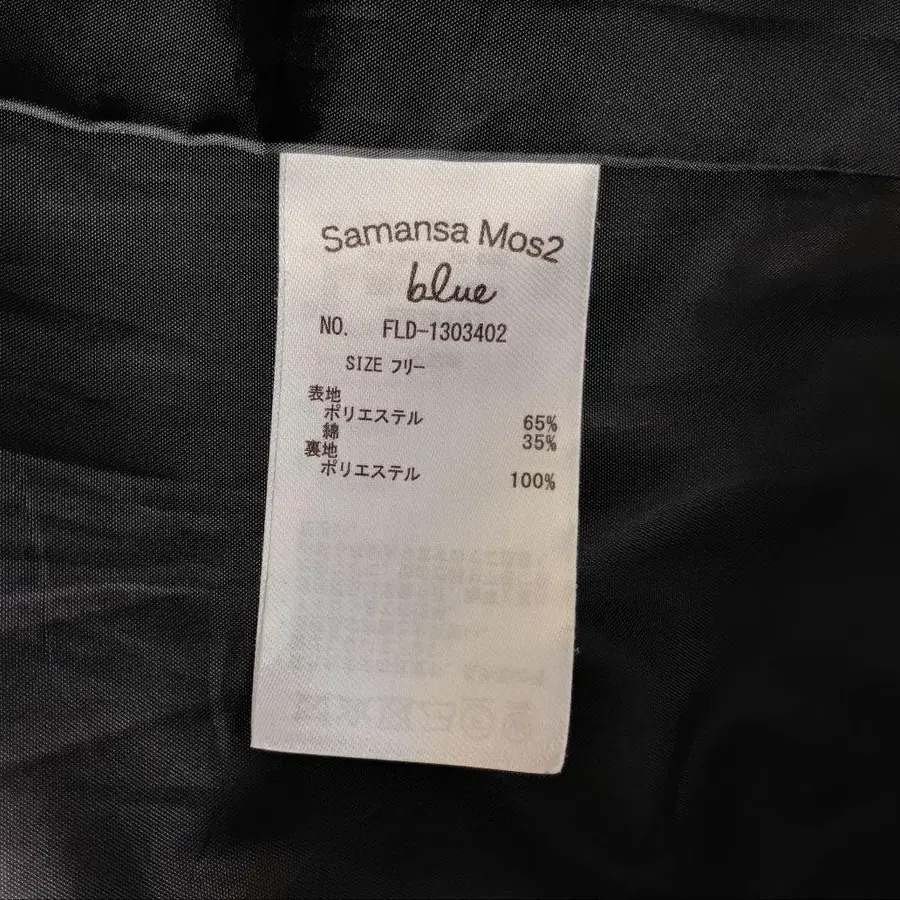 Samansa Mos2
blue
NO. FLD-1303402
SIZE フリー
表地
ポリエステル 65%
綿 35%
裏地
ポリエステル 100%